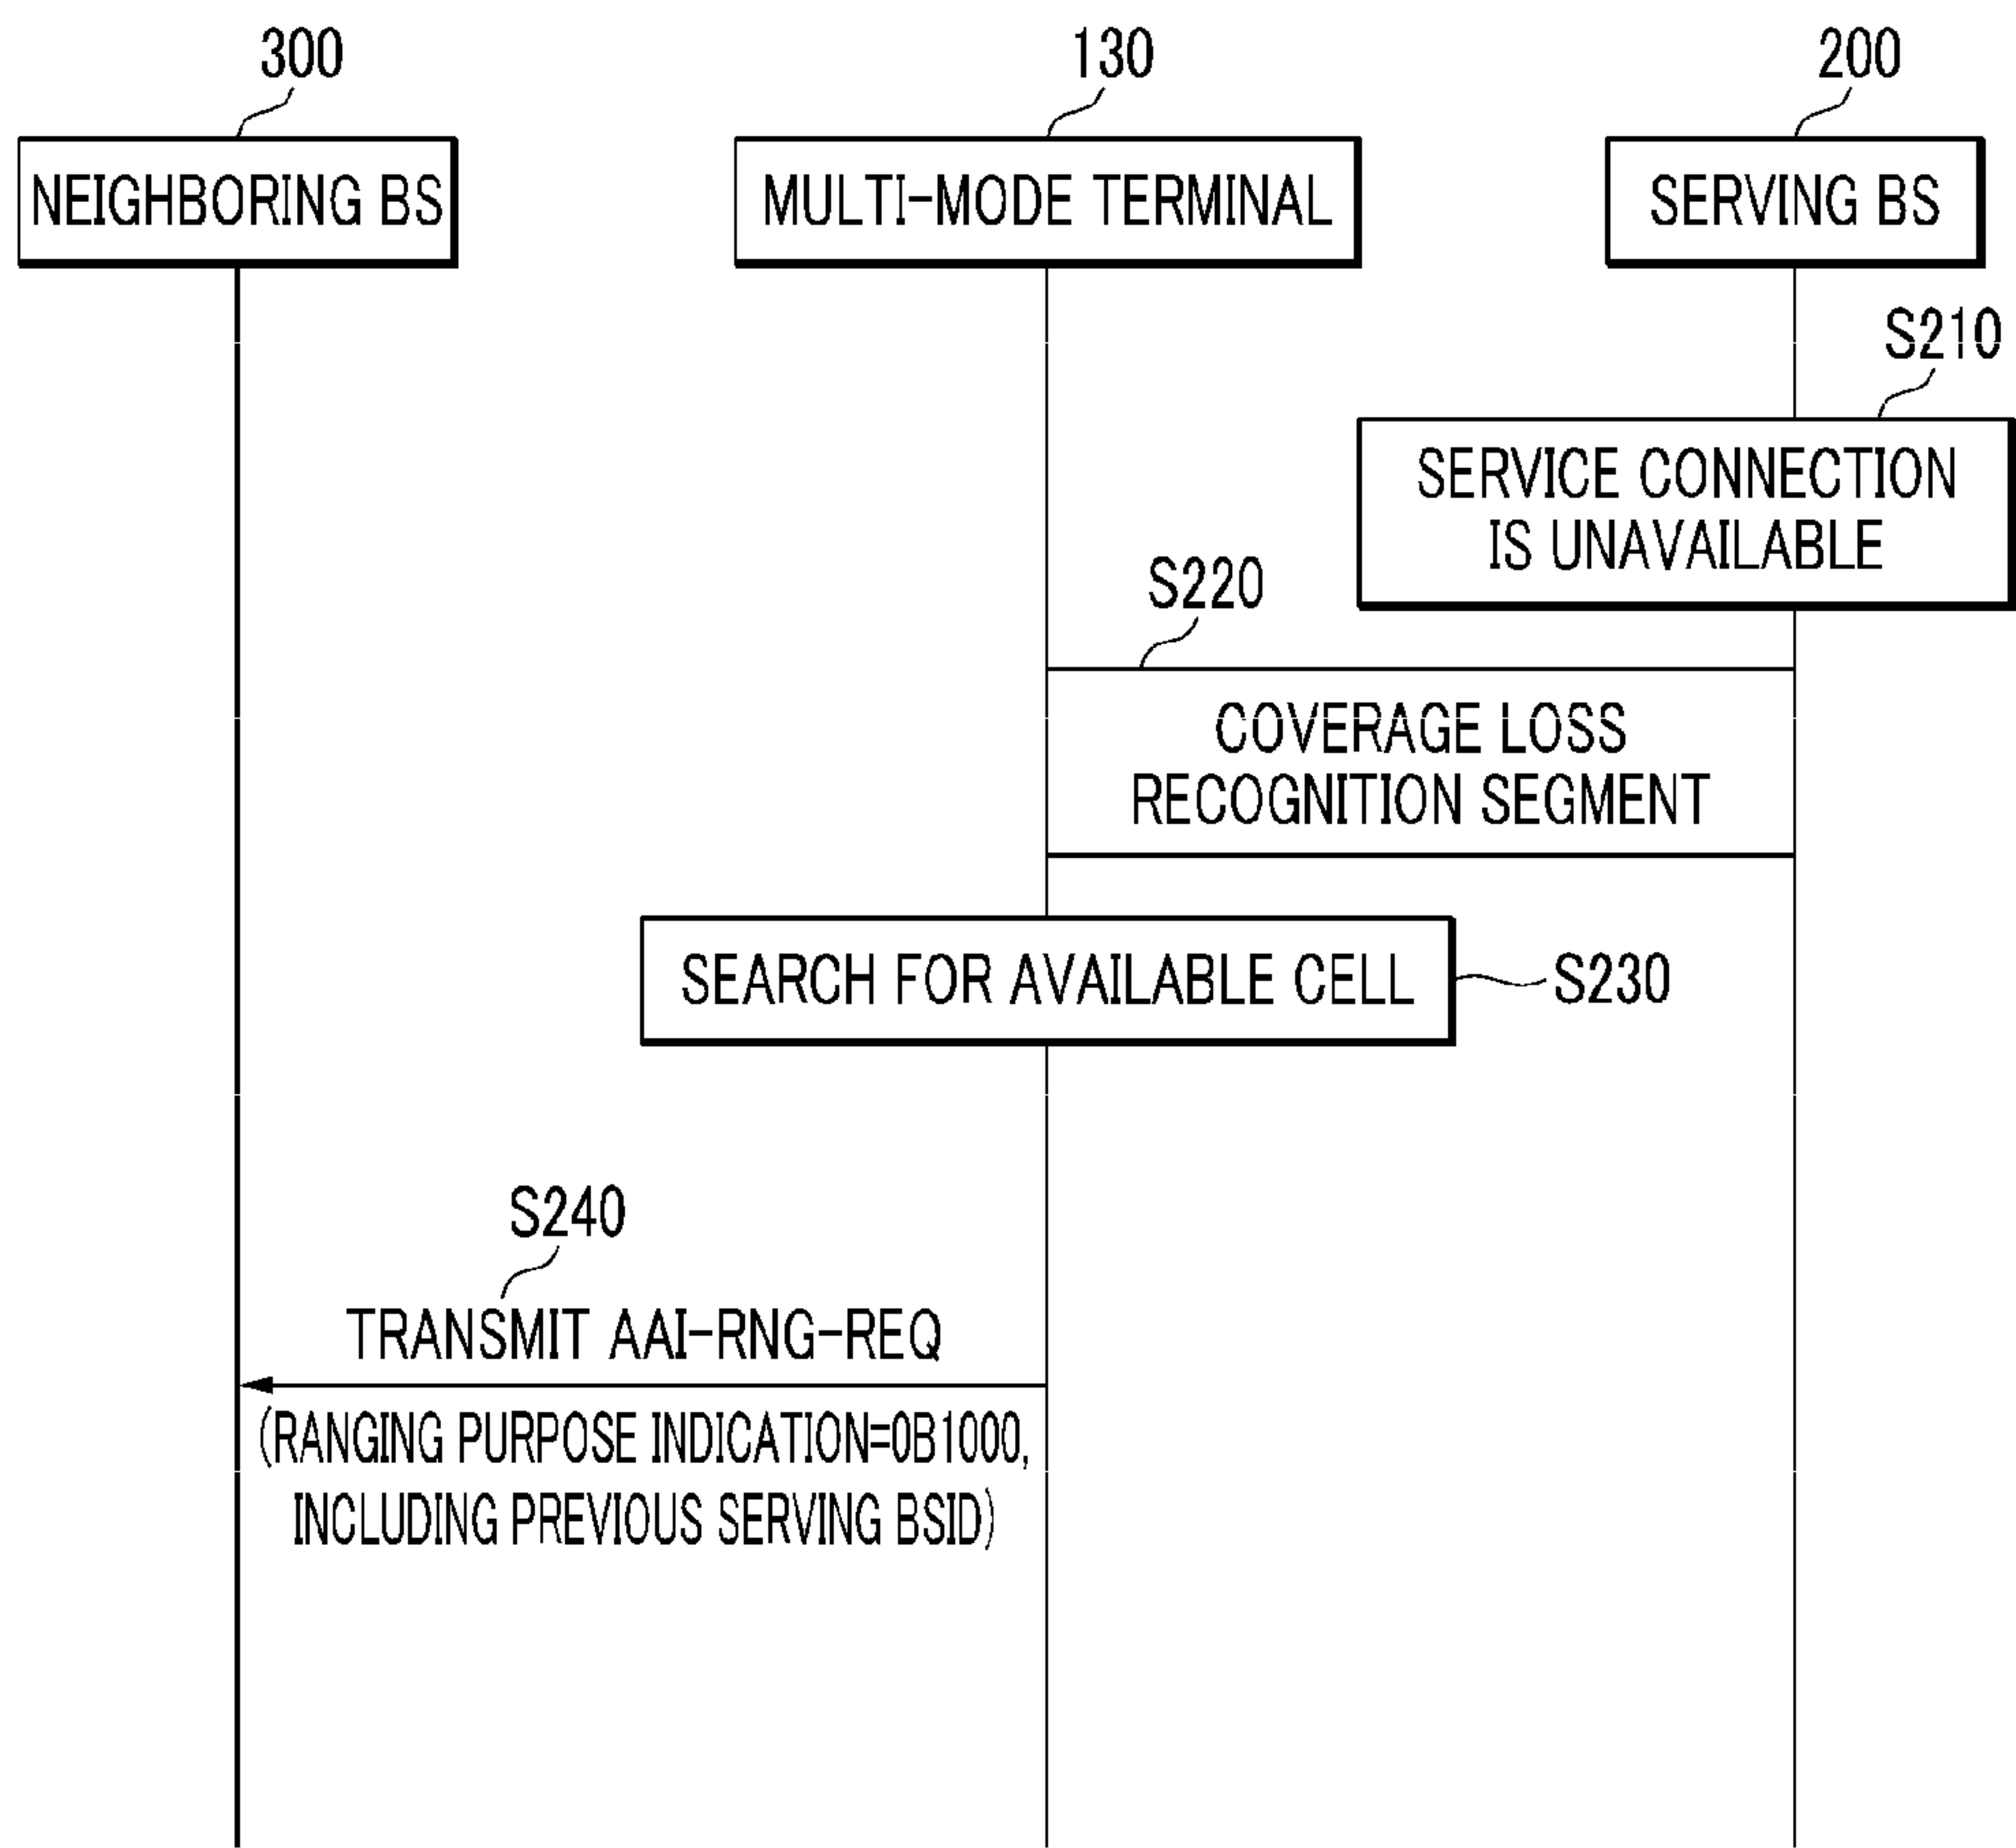 300
130
200
NEIGHBORING BS
MULTI-MODE TERMINAL
SERVING BS
S210
SERVICE CONNECTION
IS UNAVAILABLE
S220
COVERAGE LOSS
RECOGNITION SEGMENT
SEARCH FOR AVAILABLE CELL
S230
S240
TRANSMIT AAI-RNG-REQ
(RANGING PURPOSE INDICATION=0B1000,
INCLUDING PREVIOUS SERVING BSID)